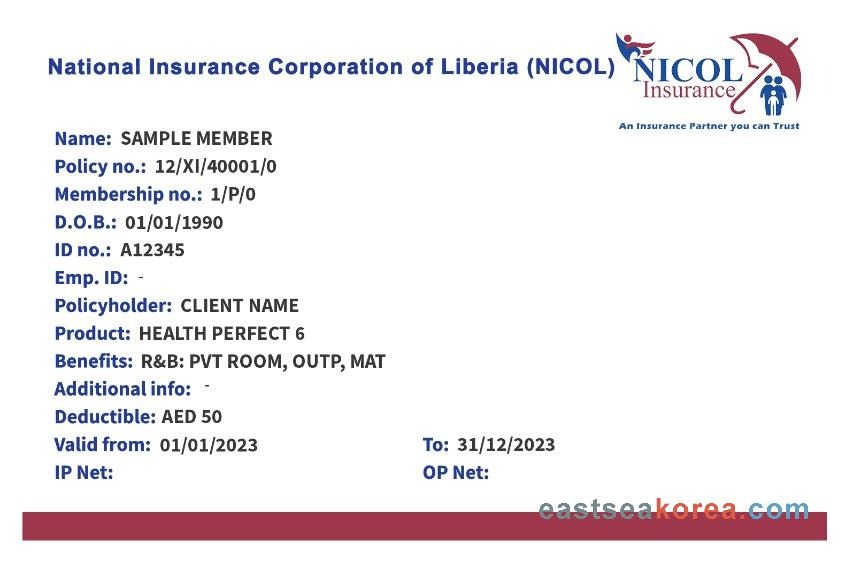 National Insurance Corporation of Liberia (NICOL)
NICOL
Insurance
An Insurance Partner you can Trust
Name: SAMPLE MEMBER
Policy no.: 12/XI/40001/0
Membership no.: 1/P/0
D.O.B.: 01/01/1990
ID no.: A12345
Emp. ID: -
Policyholder: CLIENT NAME
Product: HEALTH PERFECT 6
Benefits: R&B: PVT ROOM, OUTP, MAT
Additional info: -
Deductible: AED 50
Valid from: 01/01/2023 To: 31/12/2023
IP Net: OP Net:
eastseakorea.com